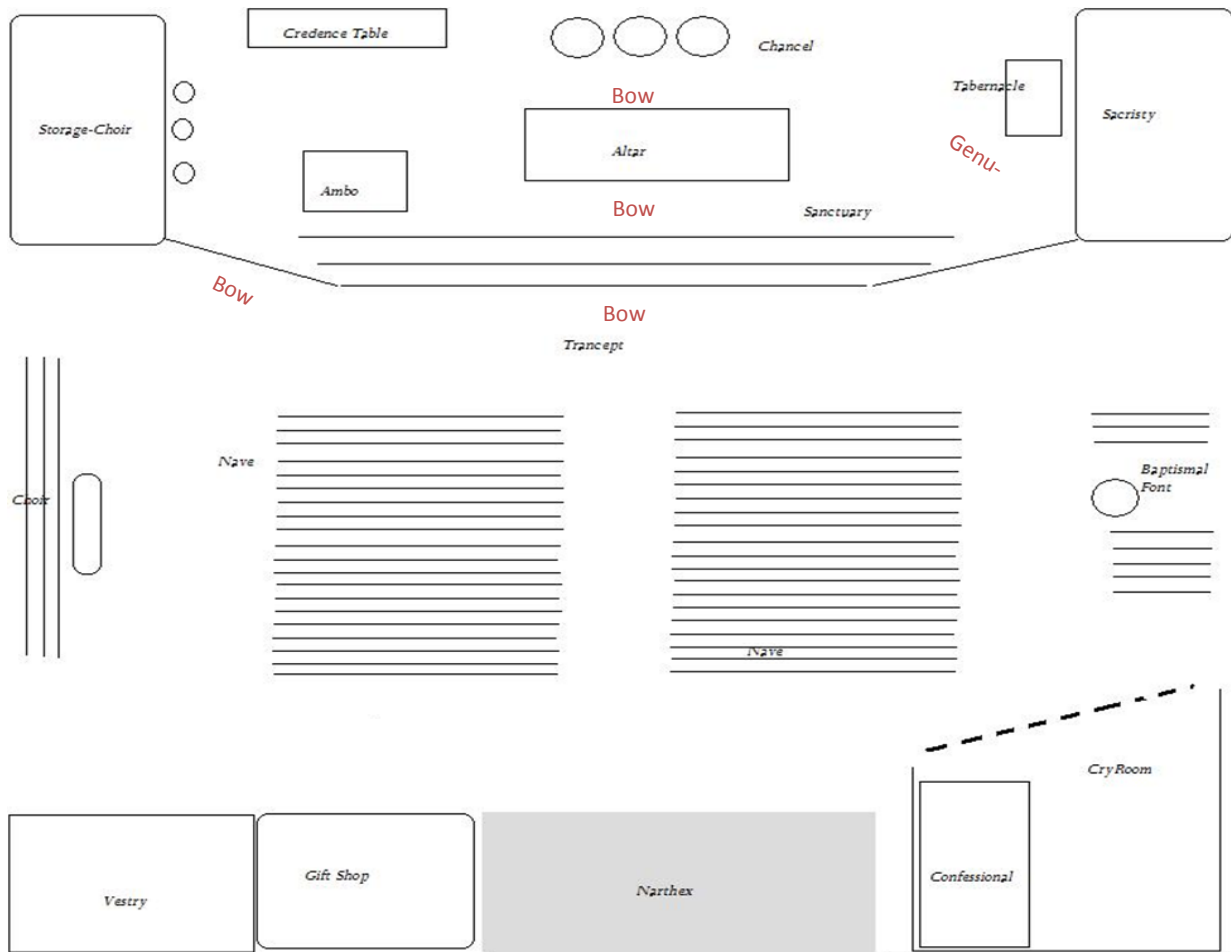 Credence Table
Chancel
Tabernacle
Bow
Sacristy
Storage-Choir
Altar
Genu-
Ambo
Bow
Sanctuary
Bow
Bow
Trancept
Nave
Baptismal
Font
Choir
Nave
CryRoom
Gift Shop
Confessional
Narthex
Vestry